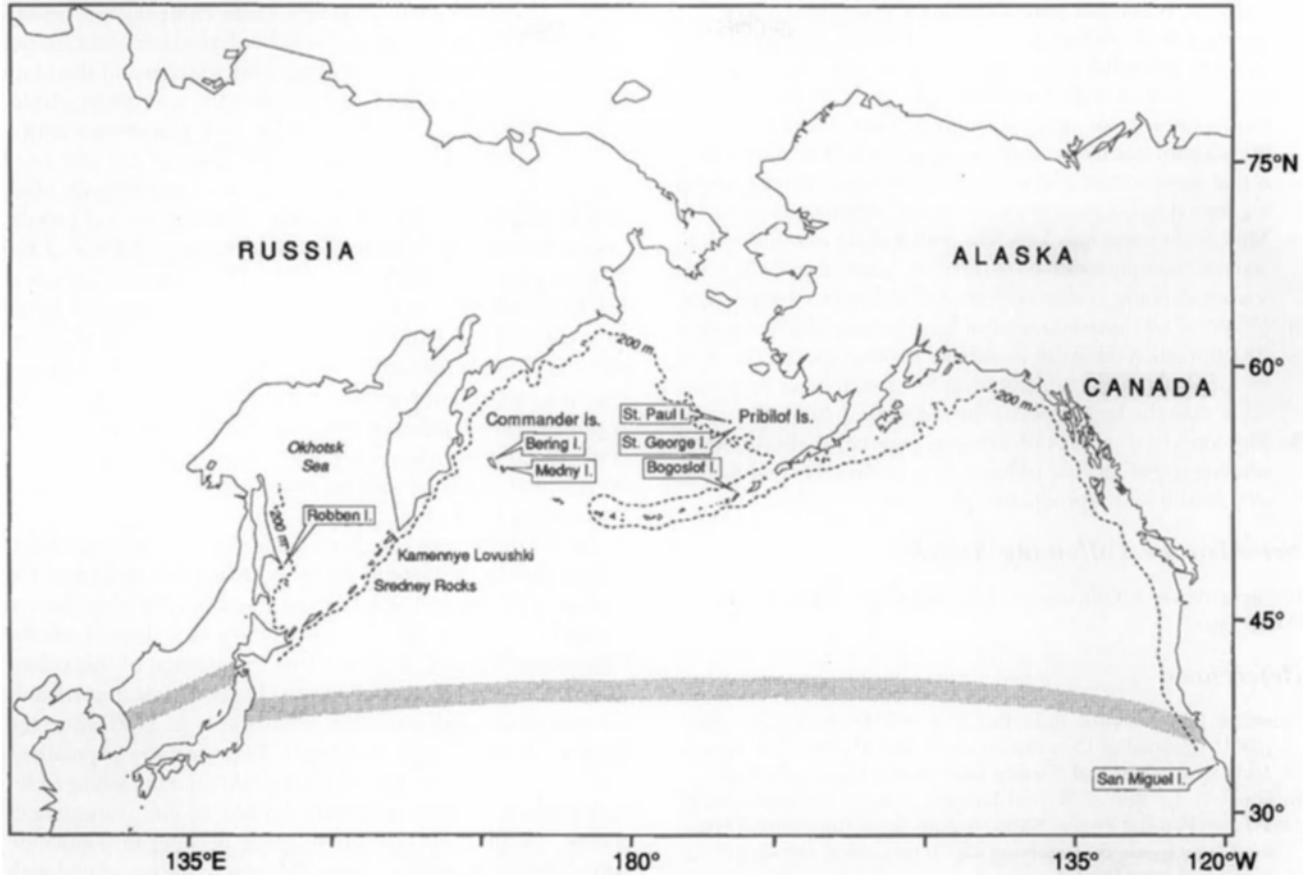 75°N
RUSSIA
ALASKA
200 m.
60°
CANADA
200 m.
Commander Is.
St. Paul I.
Pribilof Is.
Bering I.
St. George I.
Okhotsk
Sea
Medny I.
Bogoslof I.
200 m.
Robben I.
Kamennye Lovushki
Sredney Rocks
45°
San Miguel I.
30°
135°E
180°
135°
120°W